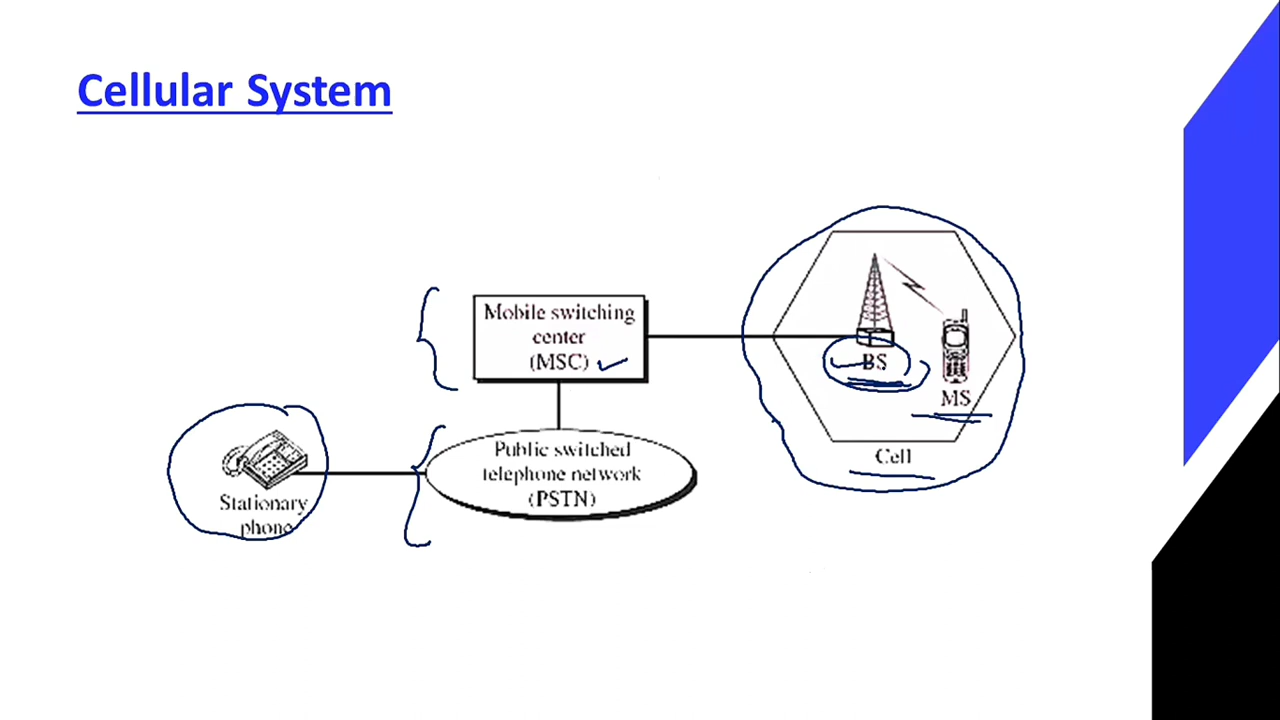 Cellular System
Mobile switching
center
(MSC)
BS
MS
Cell
Public switched
telephone network
(PSTN)
Stationary
phone